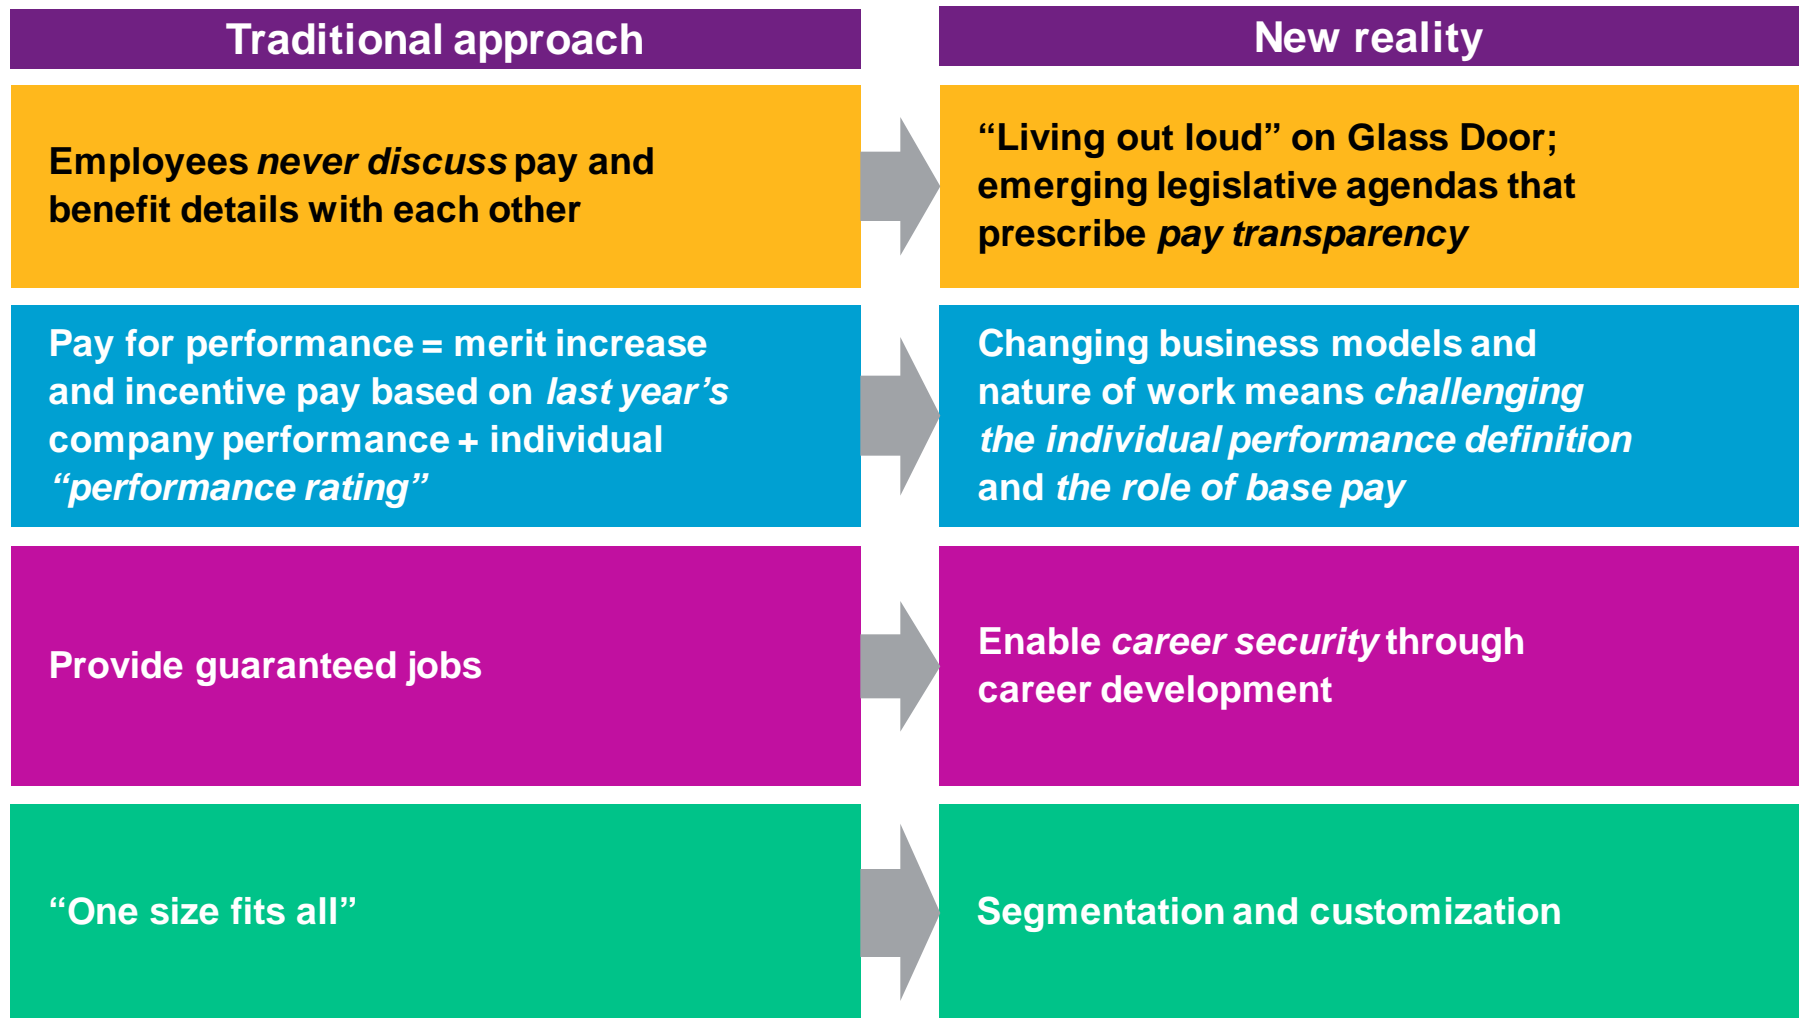 Traditional approach
New reality
Employees never discuss pay and
benefit details with each other
“Living out loud” on Glass Door;
emerging legislative agendas that
prescribe pay transparency
Pay for performance = merit increase
and incentive pay based on last year’s
company performance + individual
“performance rating”
Changing business models and
nature of work means challenging
the individual performance definition
and the role of base pay
Provide guaranteed jobs
Enable career security through
career development
“One size fits all”
Segmentation and customization